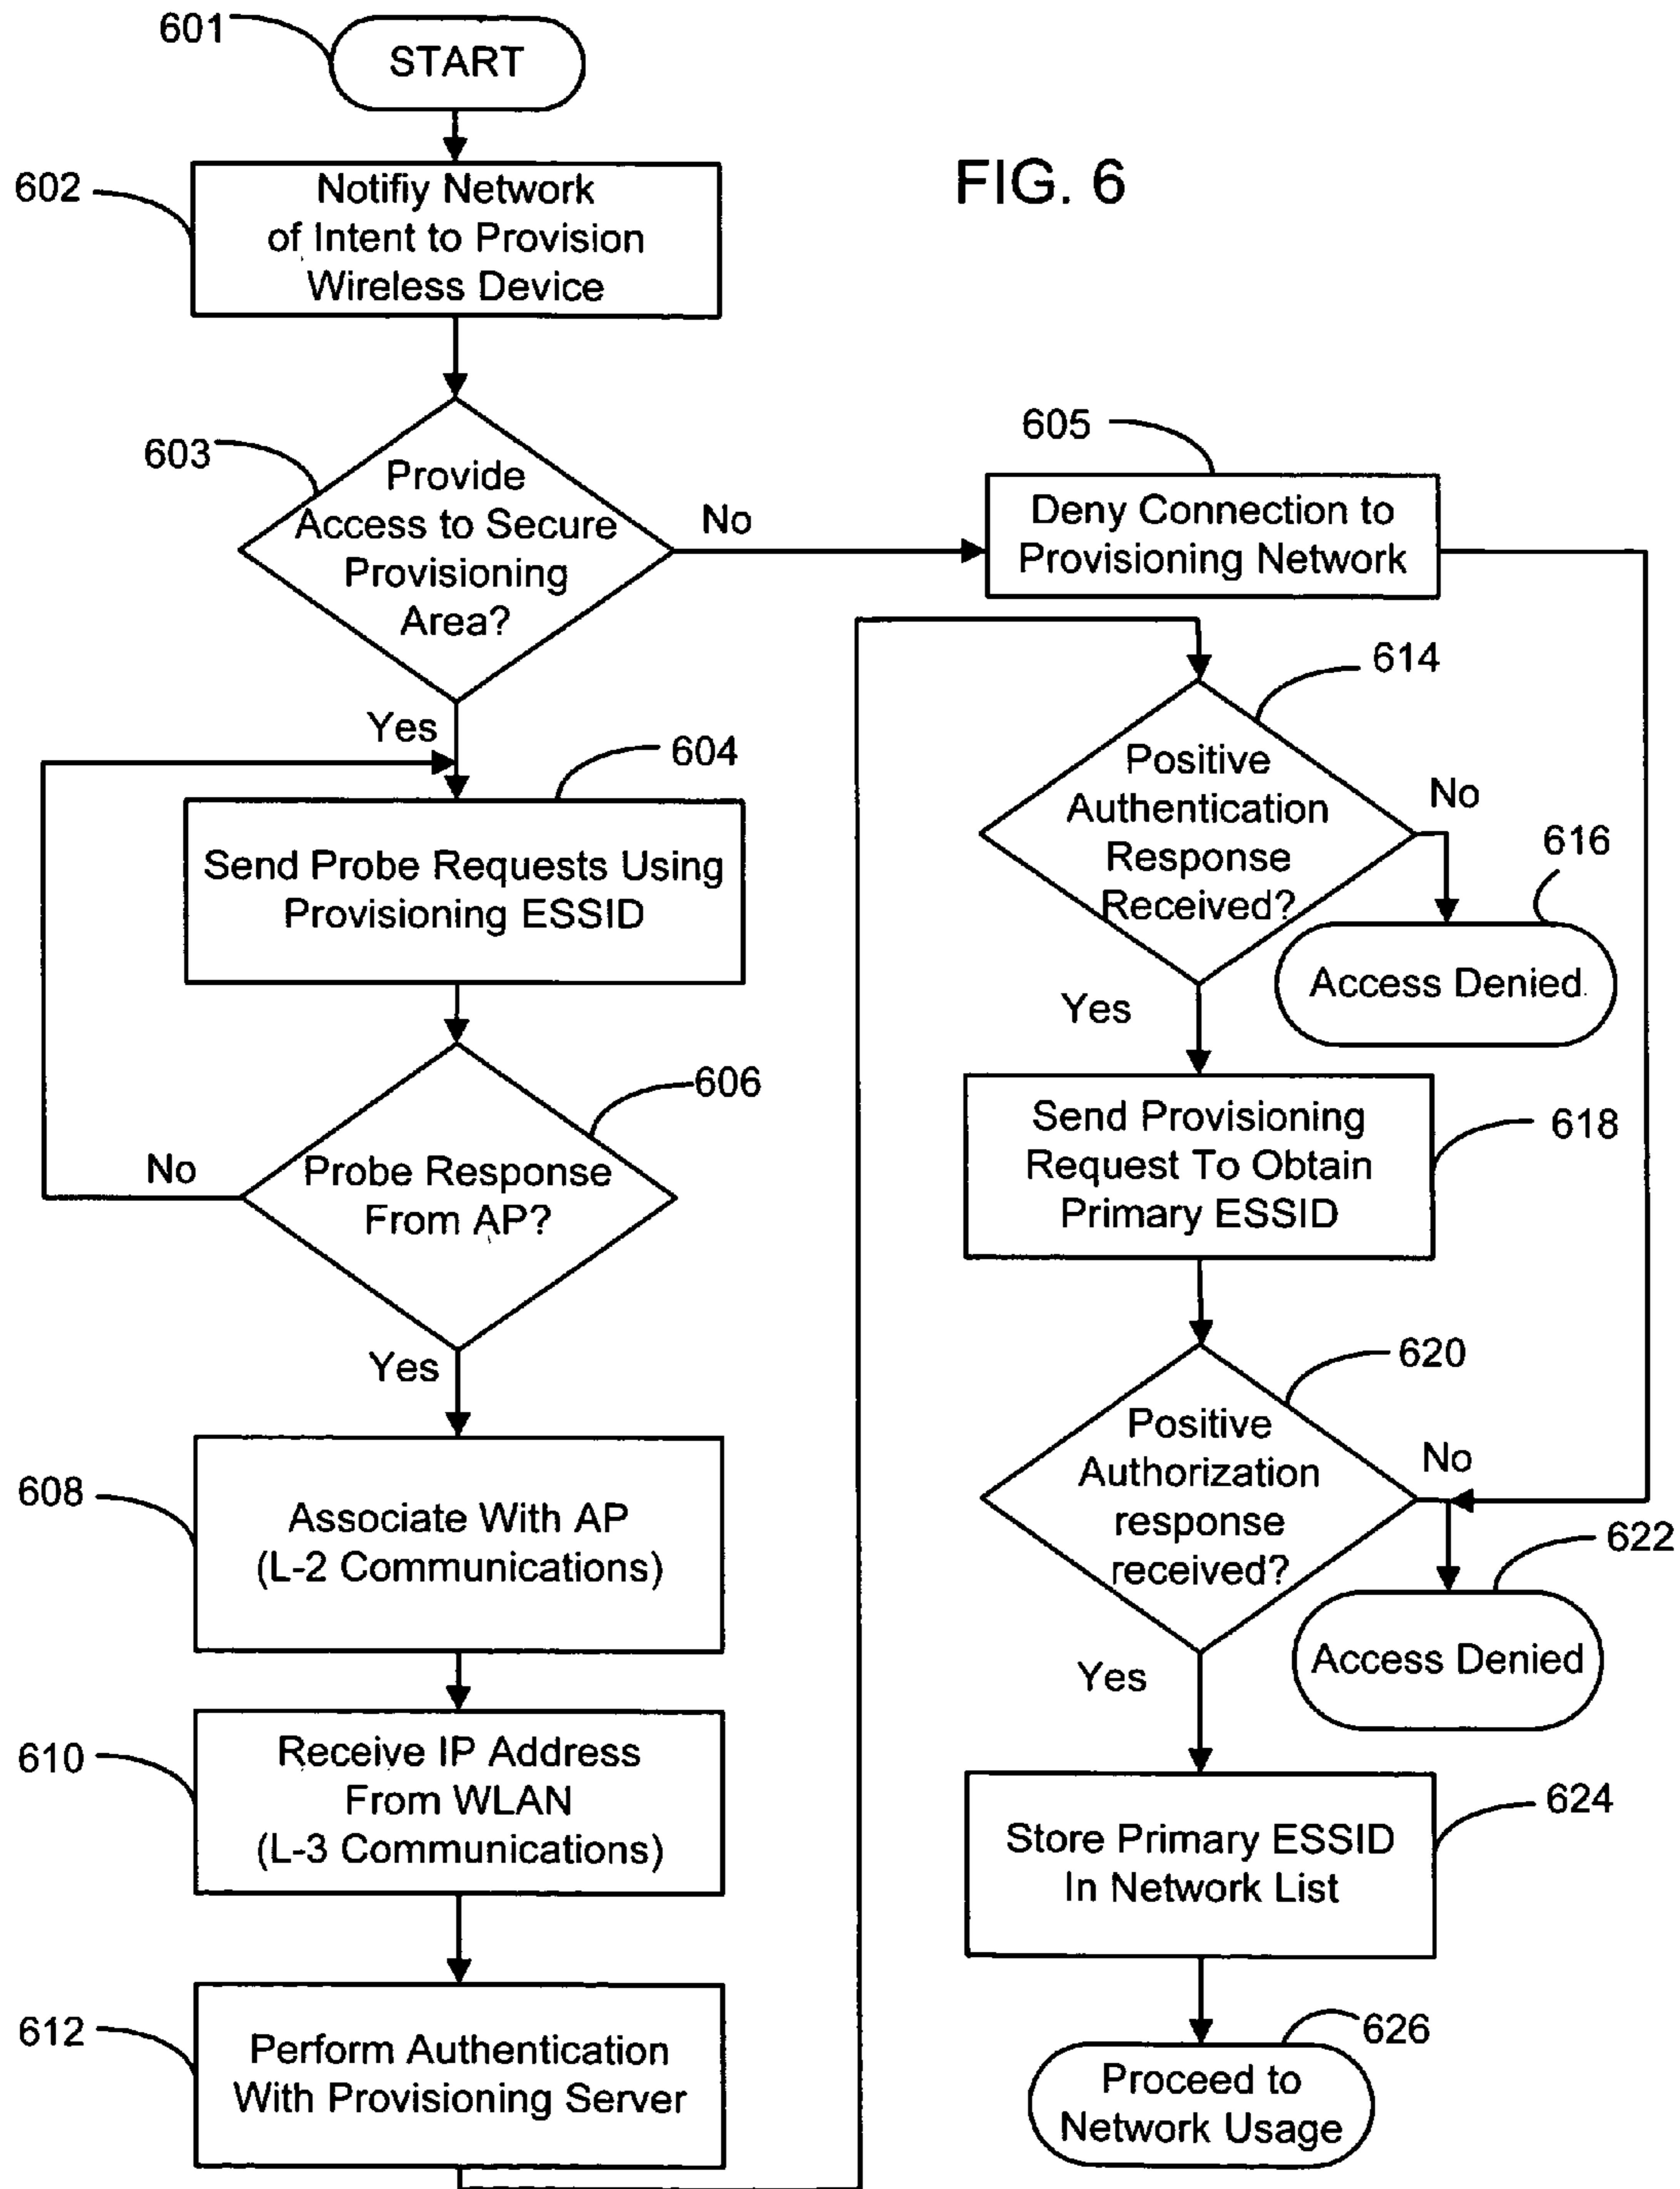 601
START
FIG. 6
602
Notifiy Network
of Intent to Provision
Wireless Device
603
Provide
Access to Secure
Provisioning
Area?
No
Yes
605
Deny Connection to
Provisioning Network
604
Send Probe Requests Using
Provisioning ESSID
606
Probe Response
From AP?
No
Yes
608
Associate With AP
(L-2 Communications)
610
Receive IP Address
From WLAN
(L-3 Communications)
612
Perform Authentication
With Provisioning Server
614
Positive
Authentication
Response
Received?
No
616
Access Denied
Yes
618
Send Provisioning
Request To Obtain
Primary ESSID
620
Positive
Authorization
response
received?
No
622
Access Denied
Yes
624
Store Primary ESSID
In Network List
626
Proceed to
Network Usage